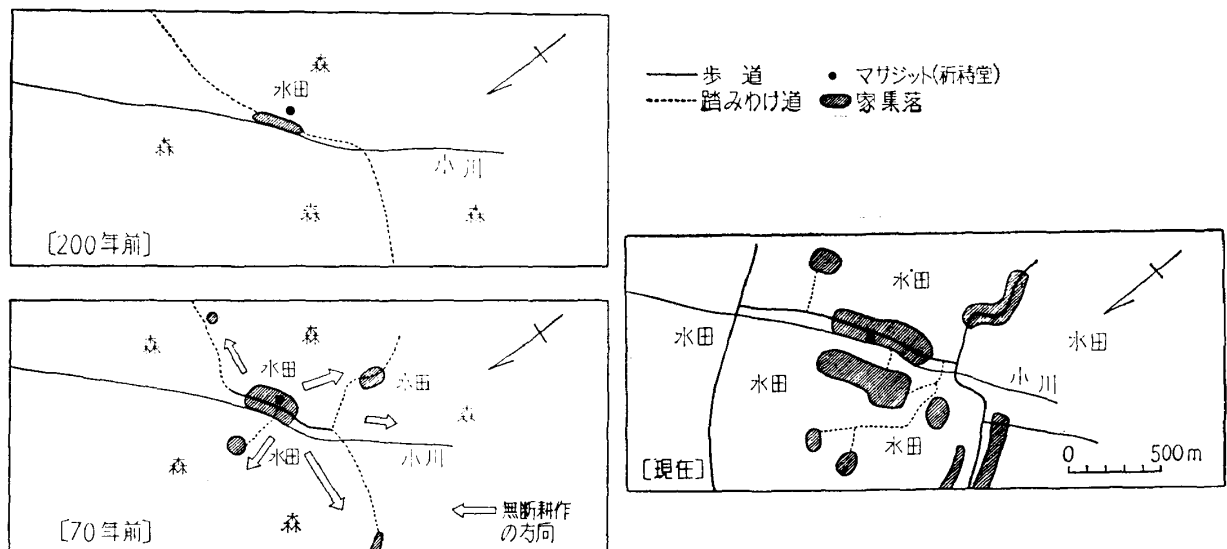 森
水田
森
小川
森
森
[200年前]
歩 道
マサジット(祈祷堂)
踏みわけ道
家集落
森
森
水田
水田
森
水田
小川
森
森
[70年前]
無断耕作
の方向
水田
水田
水田
水田
小川
水田
[現在]
0 500m